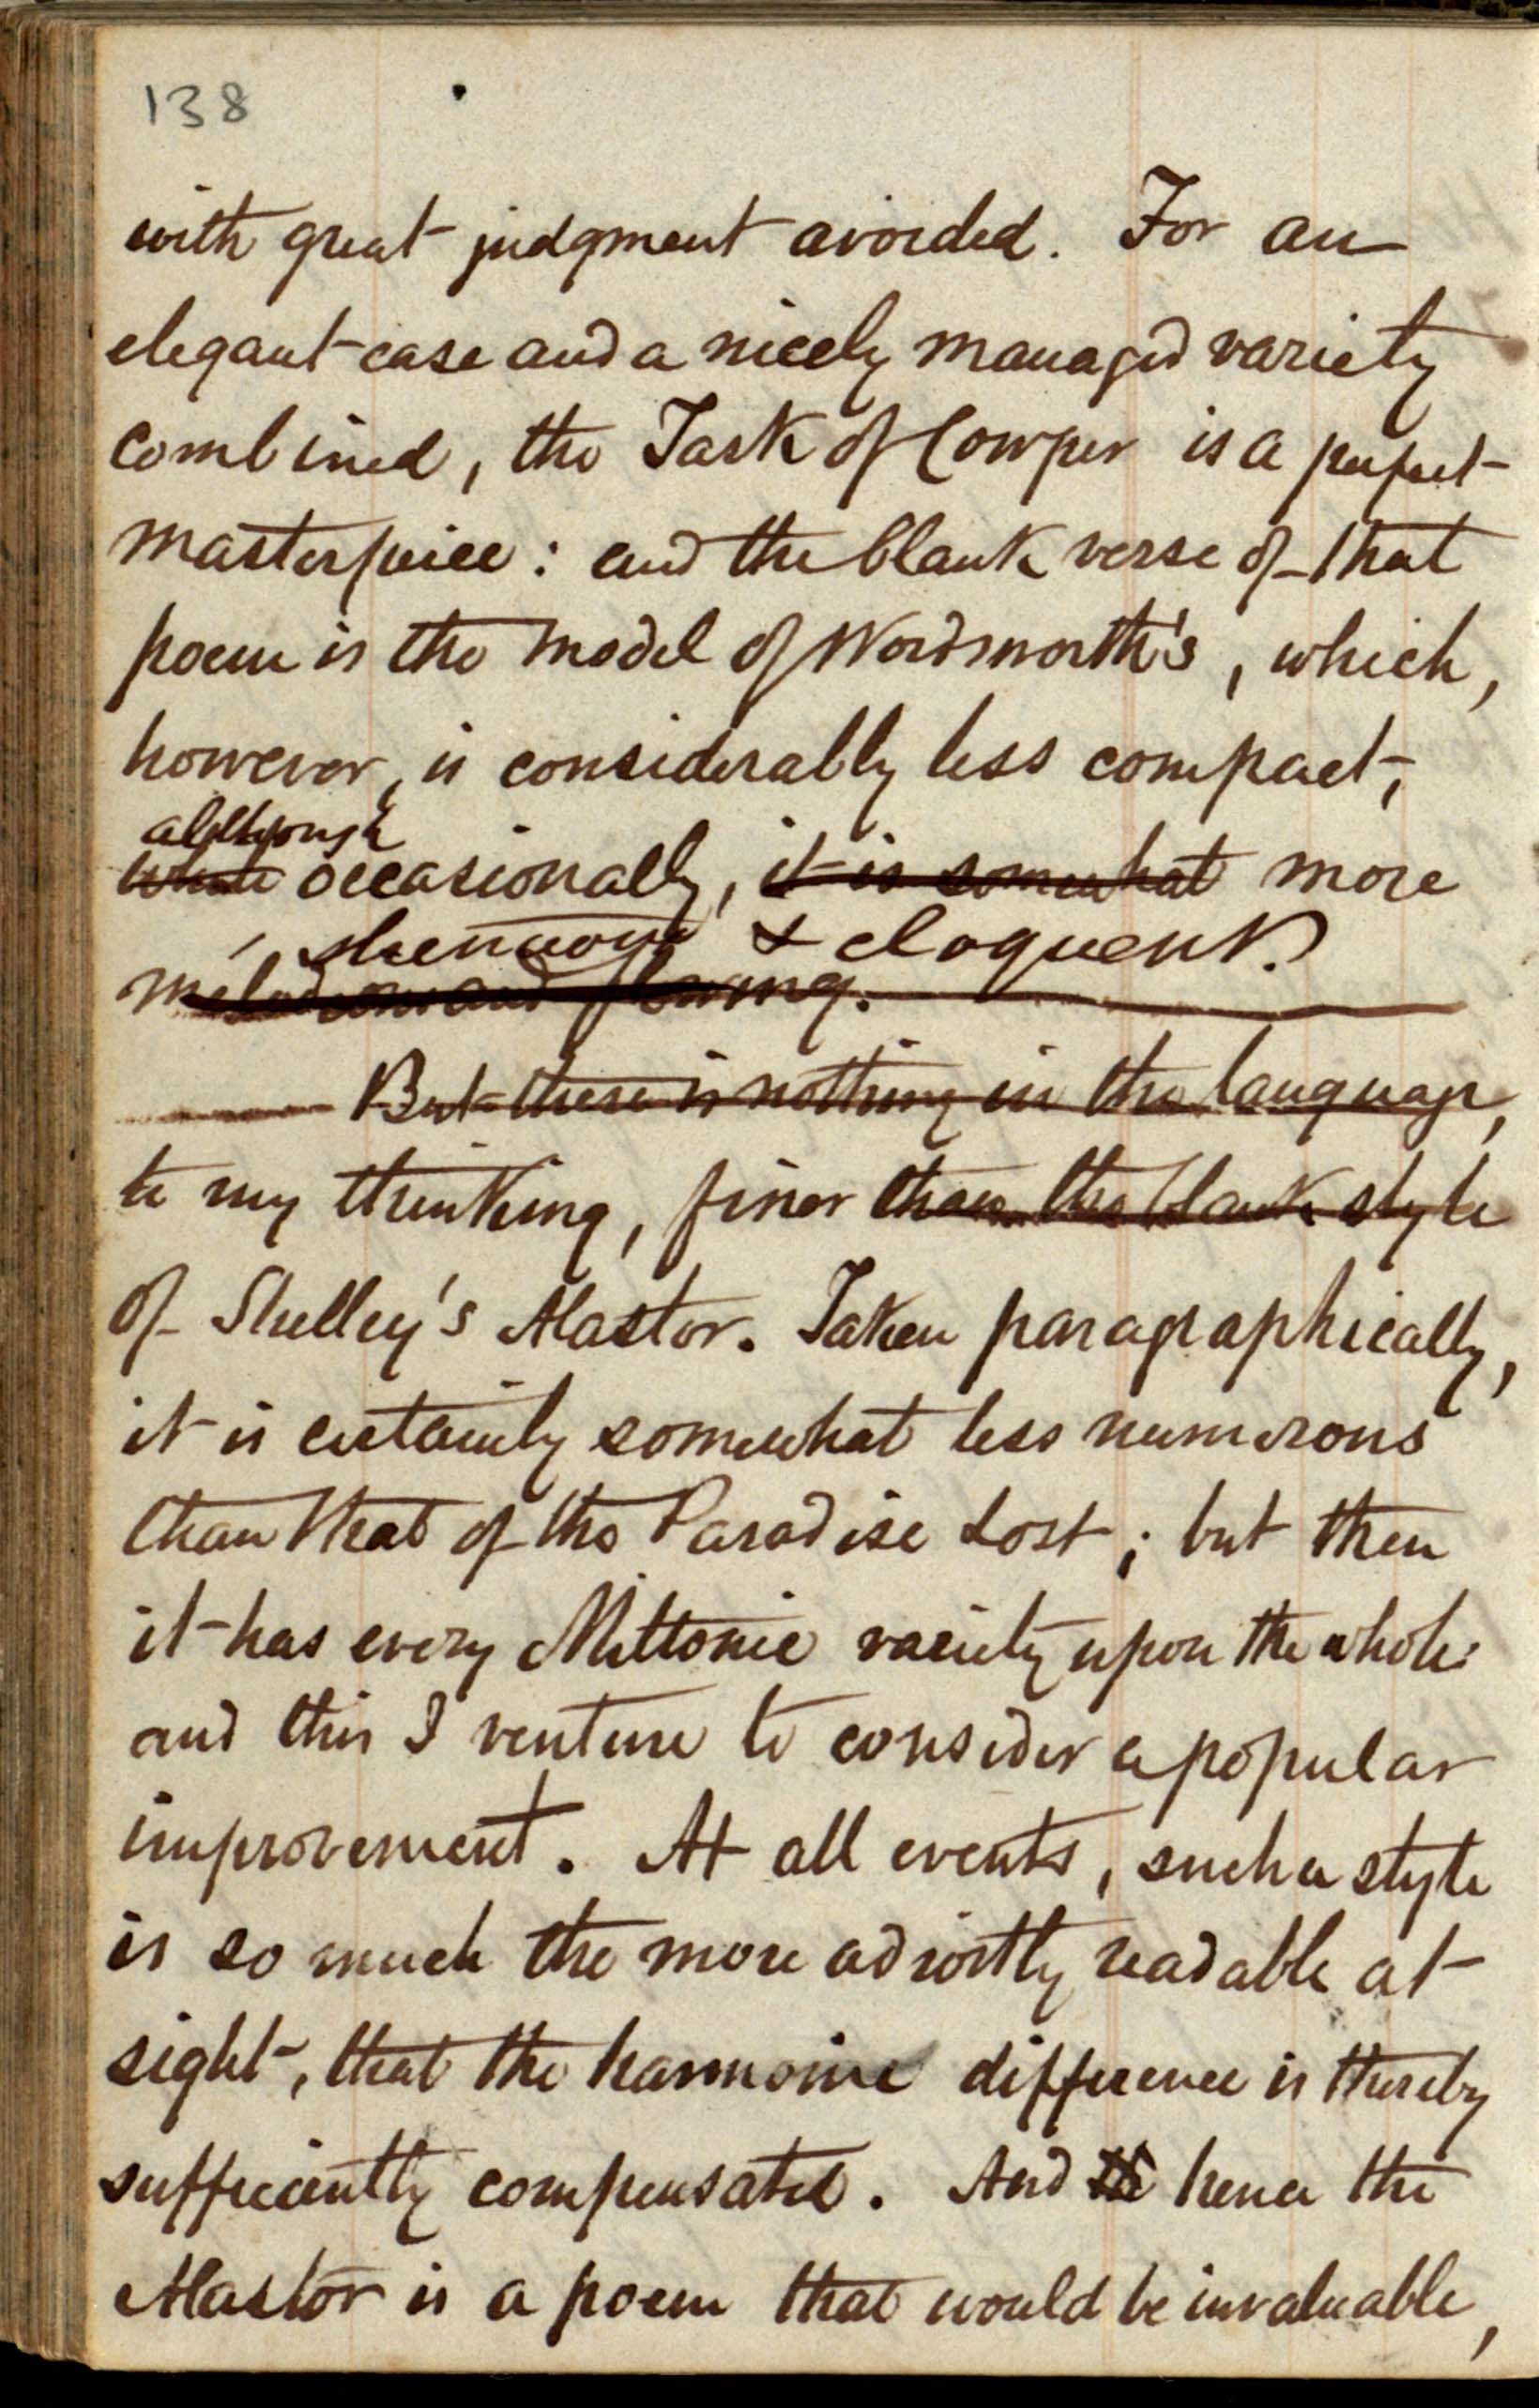 138
with great judgment avoided. For an
elegant ease and a nicely managed variety
combined, the Task of Cowper is a perfect
masterpiece: and the blank verse of that
poem is the model of Wordsworth's, which,
however, is considerably less compact,
although
while occasionally, it is somewhat more
strenuous & eloquent.
melodious and flowing.
But there is nothing in the language,
to my thinking, finer than the blank style
of Shelley's Alastor. Taken paragraphically,
it is certainly somewhat less numerous
than that of the Paradise Lost; but then
it has every Miltonic variety upon the whole:
and this I venture to consider a popular
improvement. At all events, such a style
is so much the more adroitly readable at
sight, that the harmonic difference is thereby
sufficiently compensated. And hence the
Alastor is a poem that would be invaluable,